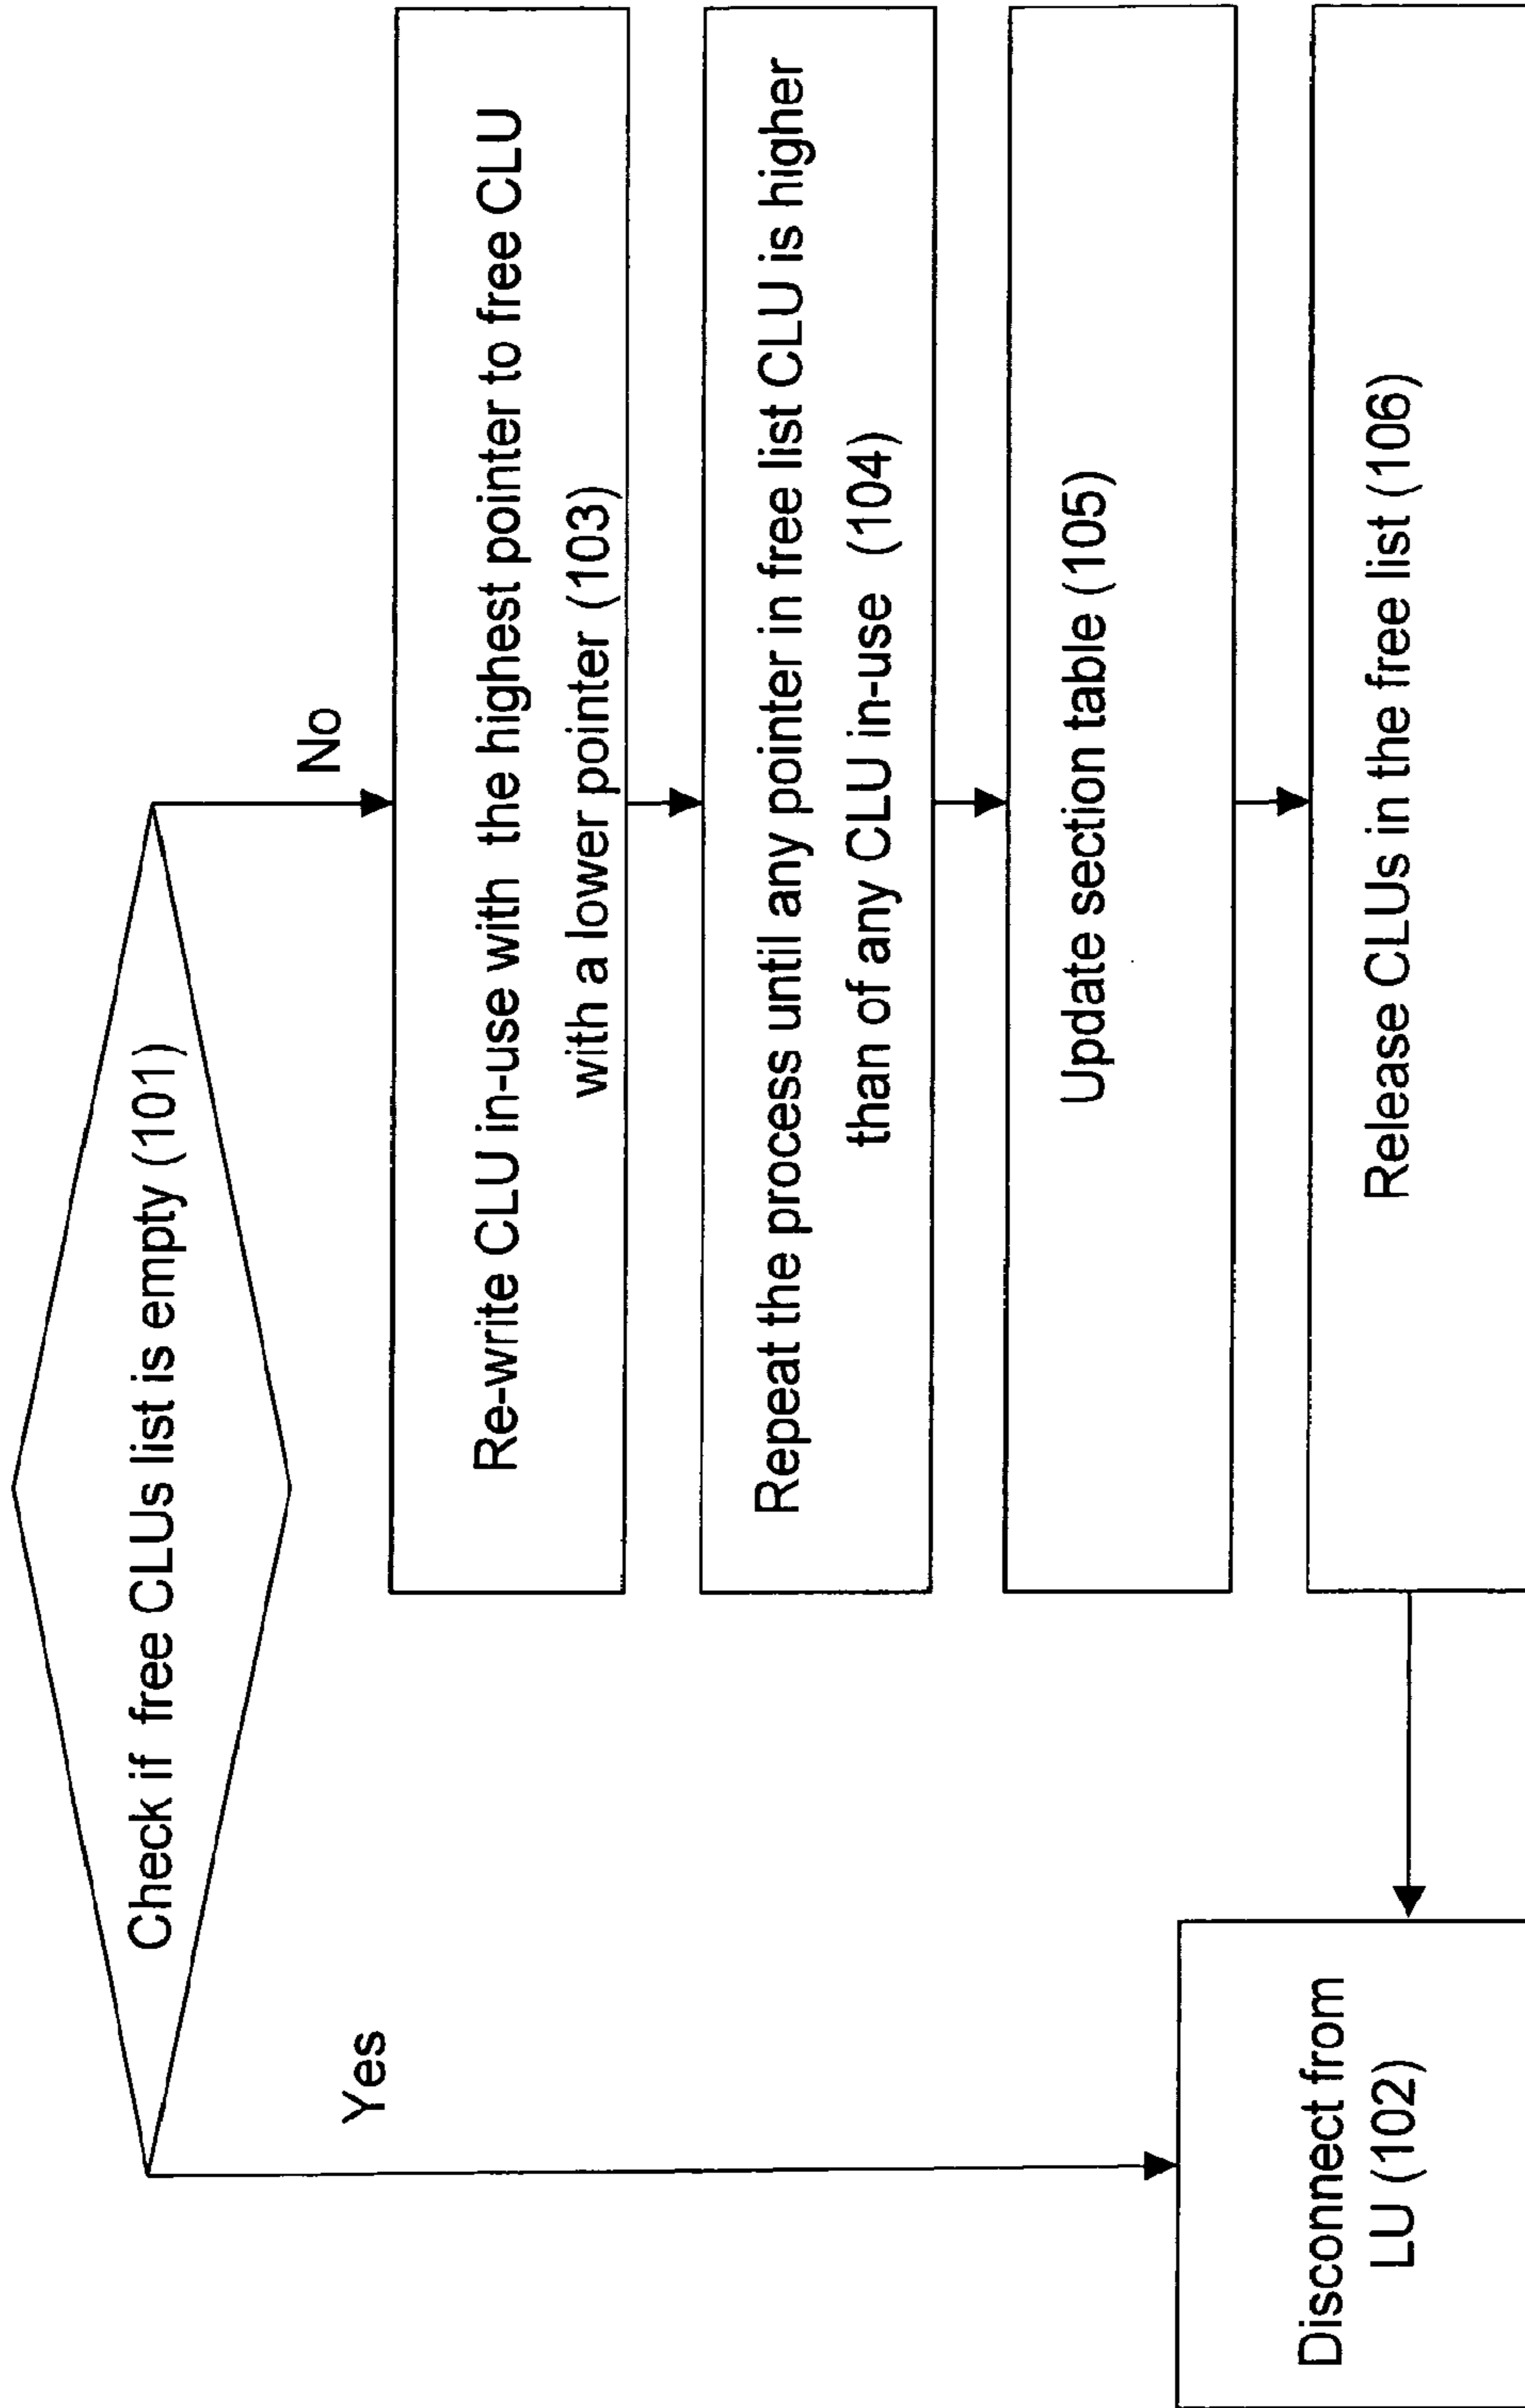 Check if free CLUs list is empty (101)
Yes
No
Re-write CLU in-use with the highest pointer to free CLU
with a lower pointer (103)
Repeat the process until any pointer in free list CLU is higher
than of any CLU in-use (104)
Update section table (105)
Release CLUs in the free list (106)
Disconnect from
LU (102)